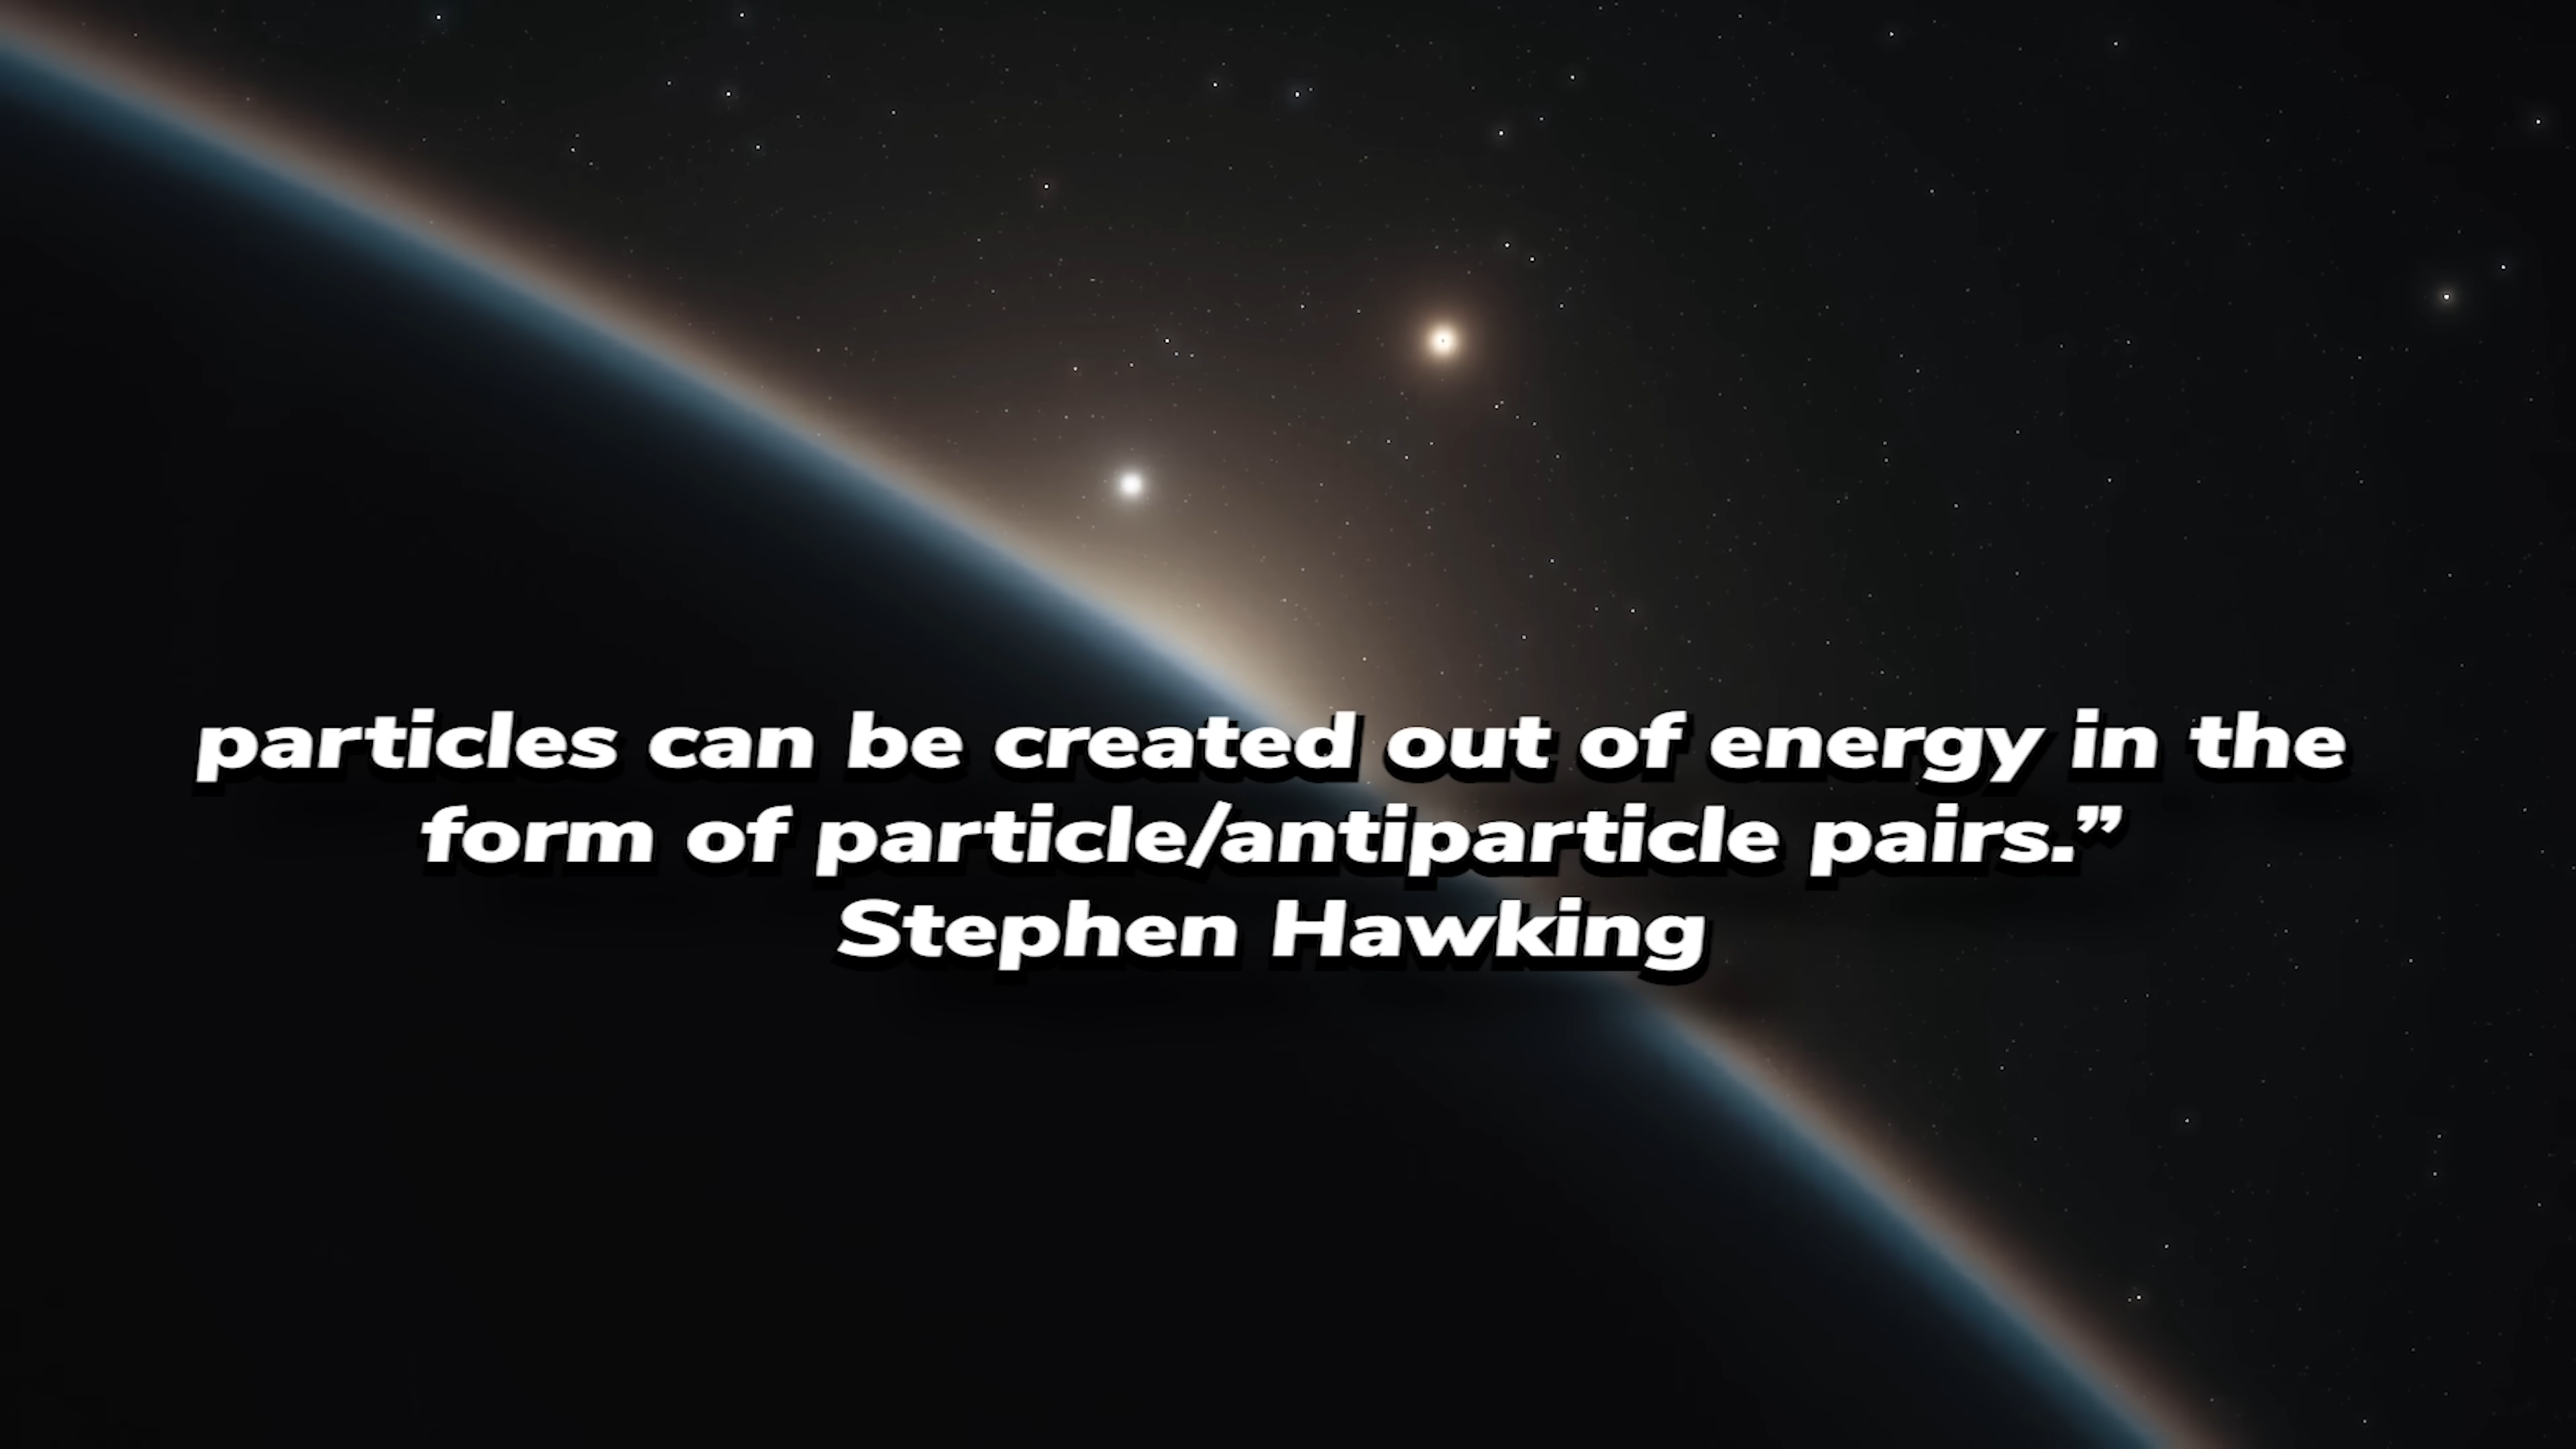 particles can be created out of energy in the
form of particle/antiparticle pairs.”
Stephen Hawking